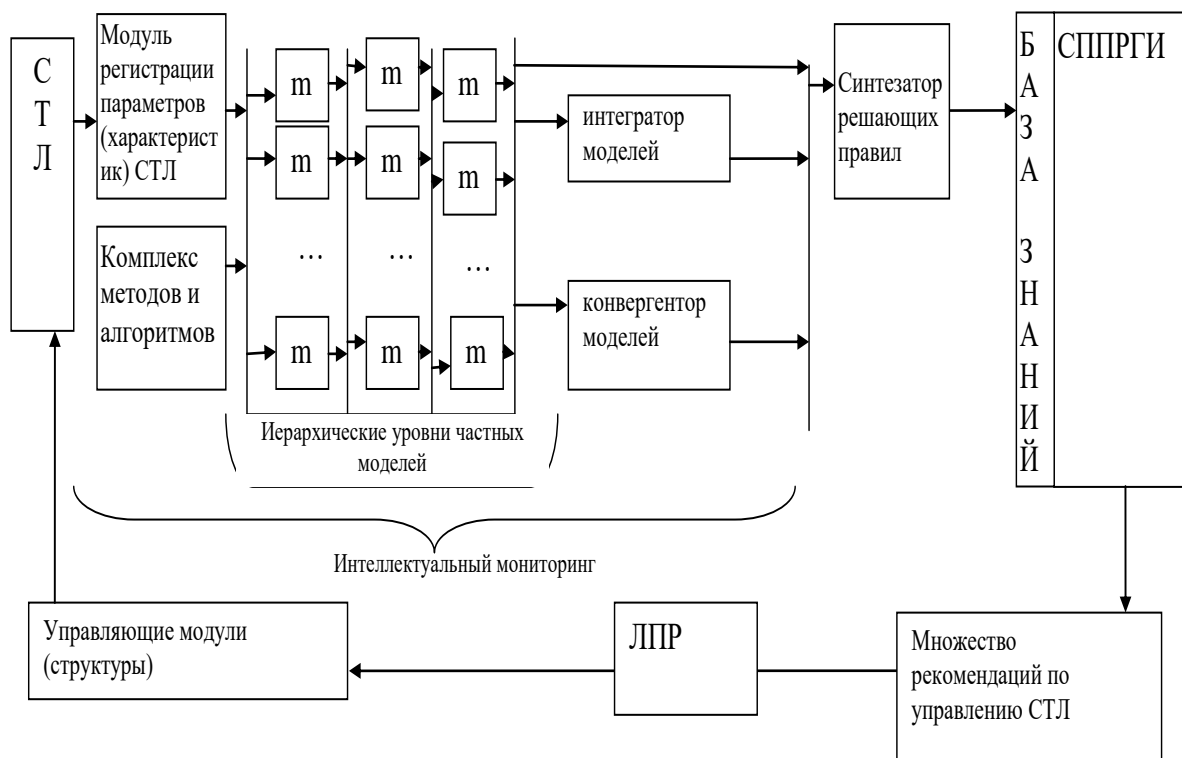 С
Т
Л
Модуль
регистрации
параметров
(характерист
ик) СТЛ
Комплекс
методов и
алгоритмов
m
m
m
m
m
m
…
…
…
m
m
m
Иерархические уровни частных
моделей
интегратор
моделей
конвергентор
моделей
Синтезатор
решающих
правил
Б
А
З
А
З
Н
А
Н
И
Й
СППРГИ
Интеллектуальный мониторинг
Управляющие модули
(структуры)
ЛПР
Множество
рекомендаций по
управлению СТЛ